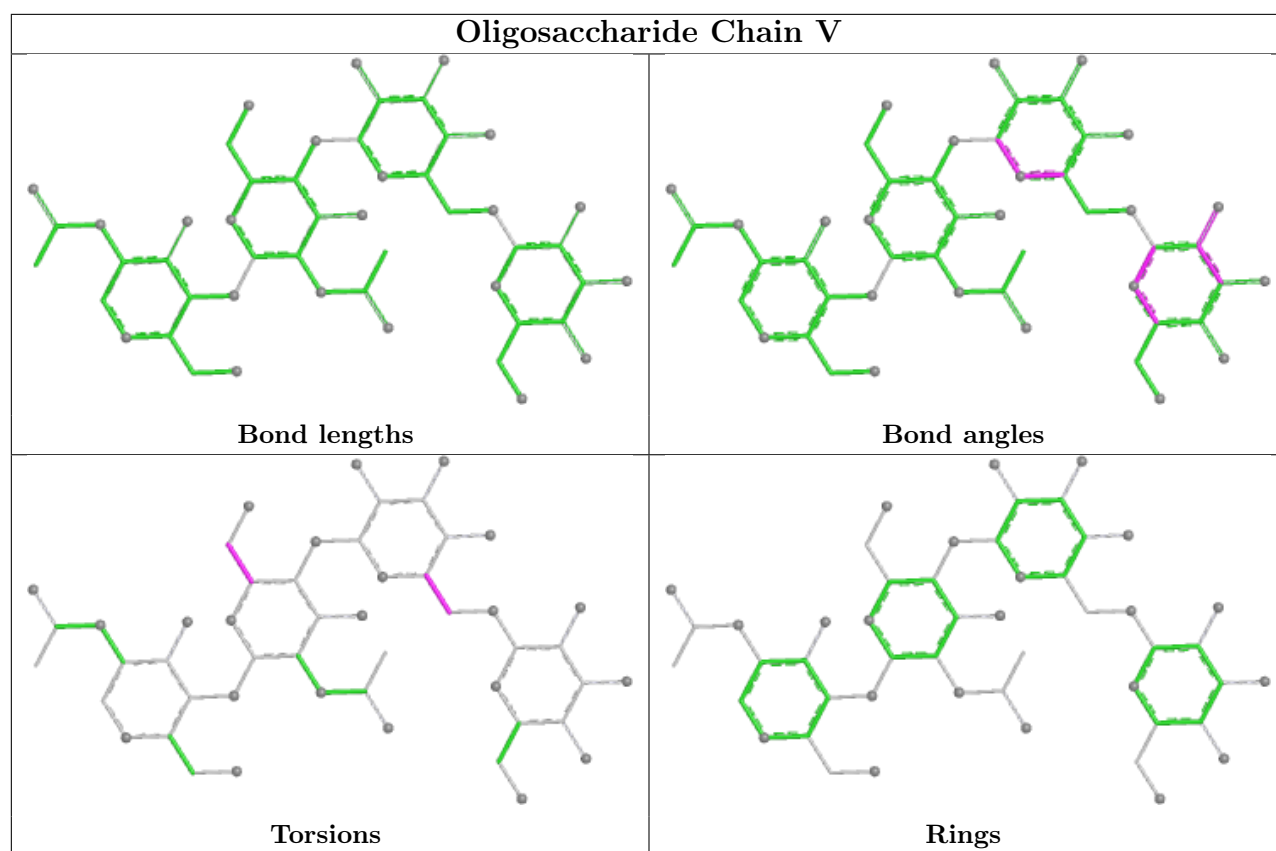 Oligosaccharide Chain V
Bond lengths
Bond angles
Torsions
Rings